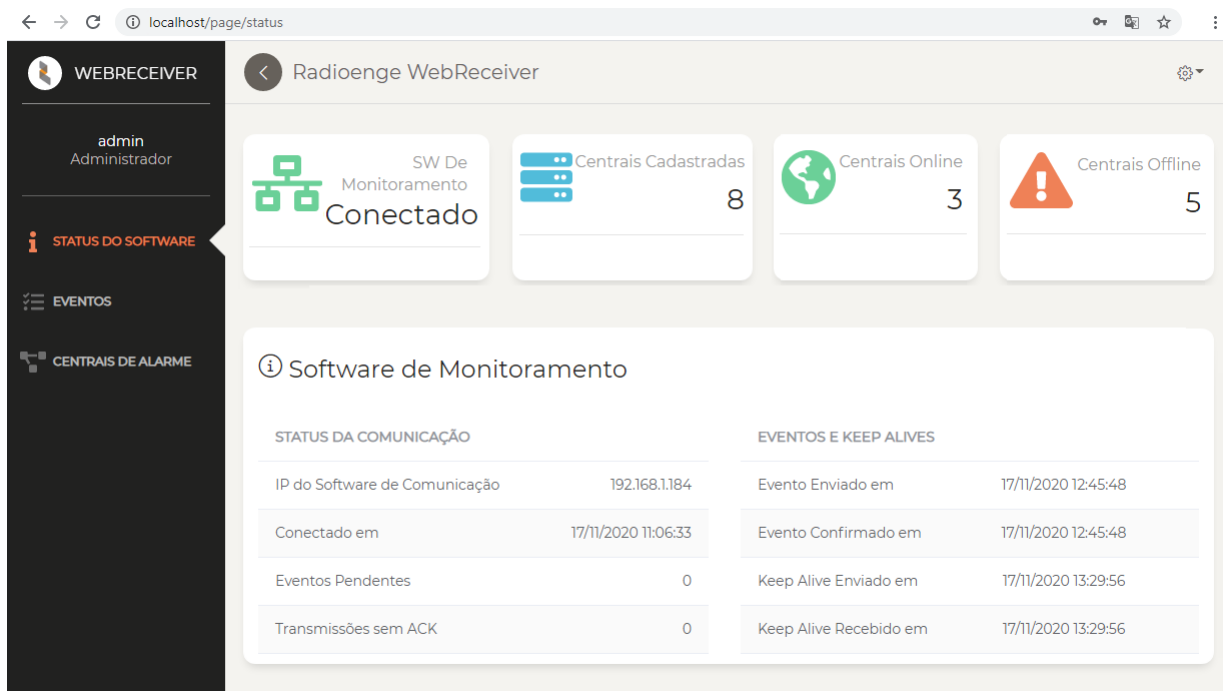 localhost/page/status
WEBRECEIVER
Radioenge WebReceiver
admin
Administrador
STATUS DO SOFTWARE
EVENTOS
CENTRAIS DE ALARME
SW De
Monitoramento
Conectado
Centrais Cadastradas
8
Centrais Online
3
Centrais Offline
5
Software de Monitoramento
STATUS DA COMUNICAÇÃO
IP do Software de Comunicação 192.168.1.184
Conectado em 17/11/2020 11:06:33
Eventos Pendentes 0
Transmissões sem ACK 0
EVENTOS E KEEP ALIVES
Evento Enviado em 17/11/2020 12:45:48
Evento Confirmado em 17/11/2020 12:45:48
Keep Alive Enviado em 17/11/2020 13:29:56
Keep Alive Recebido em 17/11/2020 13:29:56